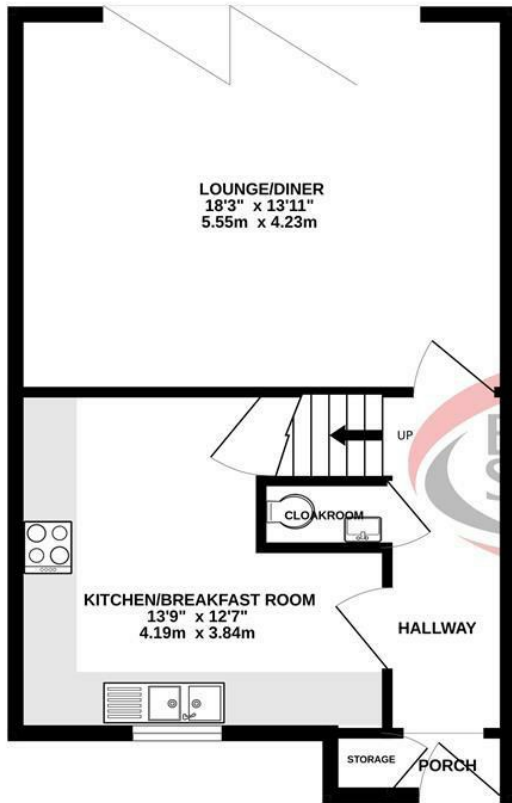 LOUNGE/DINER
18'3" x 13'11"
5.55m x 4.23m
UP
CLOAKROOM
KITCHEN/BREAKFAST ROOM
13'9" x 12'7"
4.19m x 3.84m
HALLWAY
STORAGE
PORCH